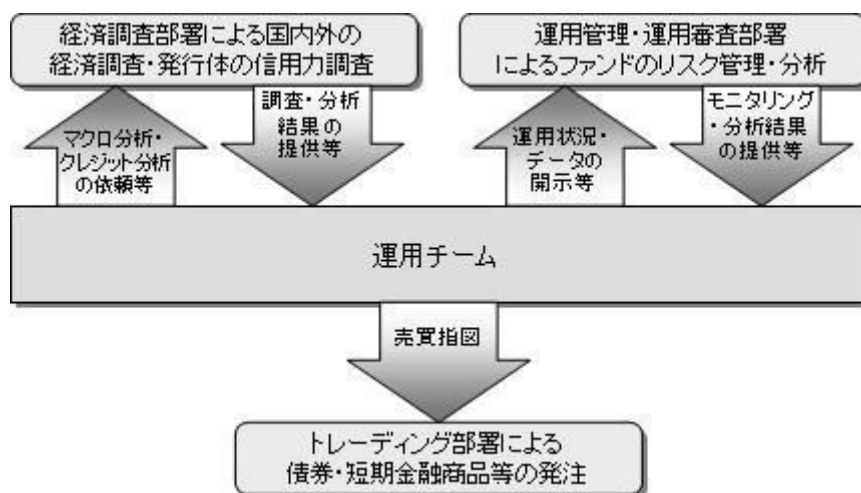 経済調査部署による国内外の
経済調査・発行体の信用力調査
運用管理・運用審査部署
によるファンドのリスク管理・分析
マクロ分析・
クレジット分析
の依頼等
調査・分析
結果の
提供等
運用状況・
データの
開示等
モニタリング
・分析結果
の提供等
運用チーム
売買指図
トレーディング部署による
債券・短期金融商品等の発注